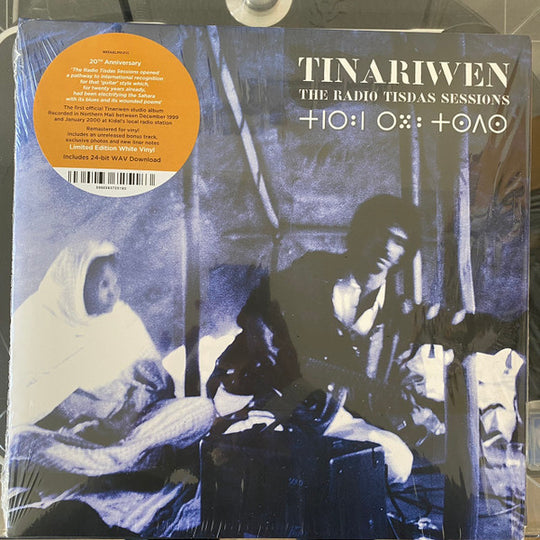 20TH Anniversary
'The Radio Tisdas Sessions opened
a pathway to international recognition
for that 'guitar' style which,
for twenty years already,
had been electrifying the Sahara
with its blues and its wounded poems'
The first official Tinariwen studio album
Recorded in Northern Mali between December 1999
and January 2000 at Kidal's local radio station
Remastered for vinyl
includes an unreleased bonus track,
exclusive photos and new liner notes
Limited Edition White Vinyl
Includes 24-bit WAV Download
TINARIWEN
THE RADIO TISDAS SESSIONS
ⵜⵏⵔⵓⵏ ⵔⴴⵓ ⵜⵙⴷⵙ